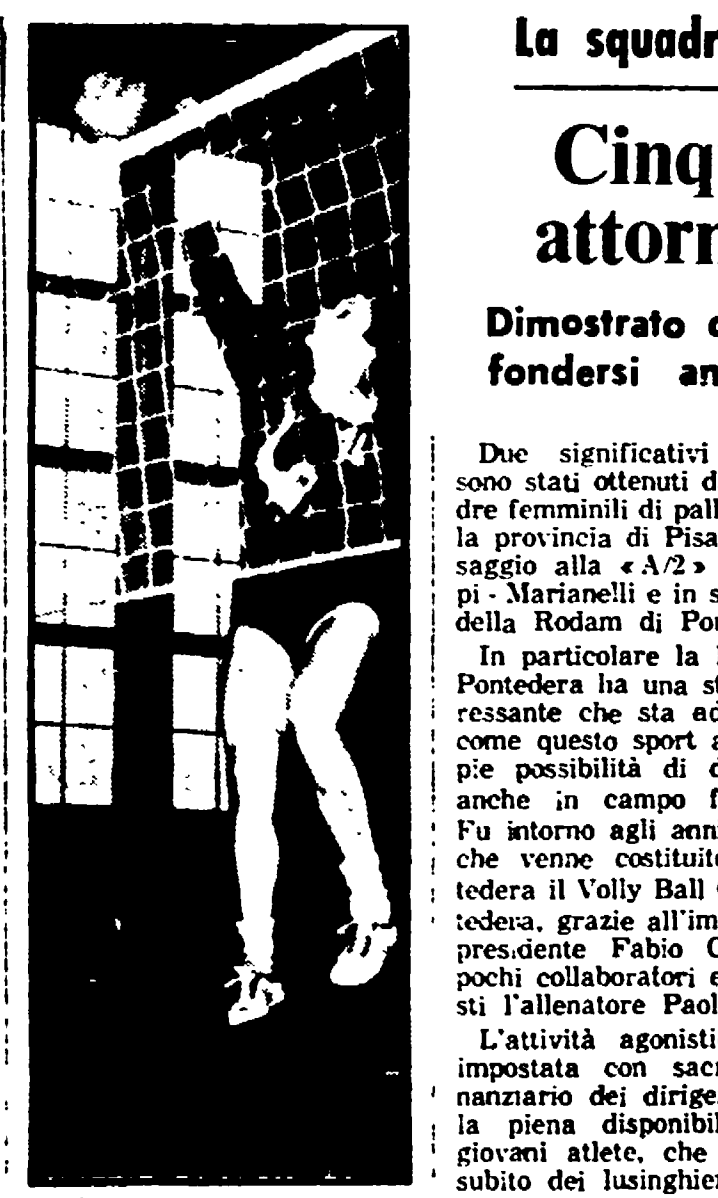 La squadr
Cinq
attorn
Dimostrato
fondersi an
Due significativi
sono stati ottenuti d
dre femminili di pall
la provincia di Pisa
saggio alla « A/2 »
pi - Marianelli e in s
della Rodam di Pon
In particolare la
Pontedera ha una st
ressante che sta ad
come questo sport a
pie possibilità di d
anche in campo f
Fu intorno agli ann
che venne costituito
tedera il Volly Ball
tedera, grazie all'im
presidente Fabio C
pochi collaboratori e
sti l'allenatore Paol
L'attività agonisti
impostata con sacr
nanziario dei dirige
la piena disponibil
giovani atlete, che
subito dei lusinghier